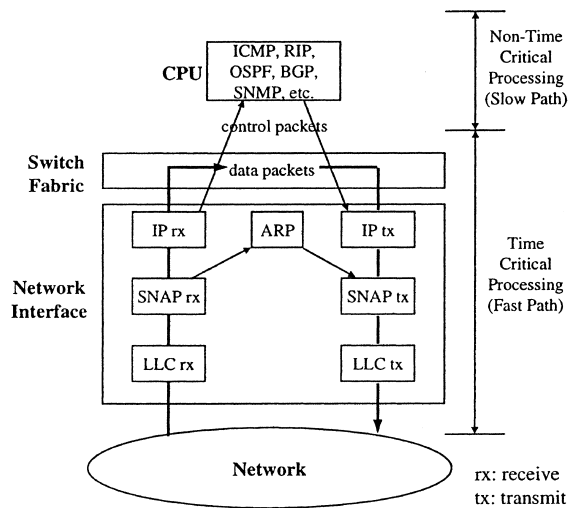 CPU
ICMP, RIP,
OSPF, BGP,
SNMP, etc.
Non-Time
Critical
Processing
(Slow Path)
control packets
Switch
Fabric
data packets
IP rx
ARP
IP tx
Network
Interface
SNAP rx
SNAP tx
Time
Critical
Processing
(Fast Path)
LLC rx
LLC tx
Network
rx: receive
tx: transmit